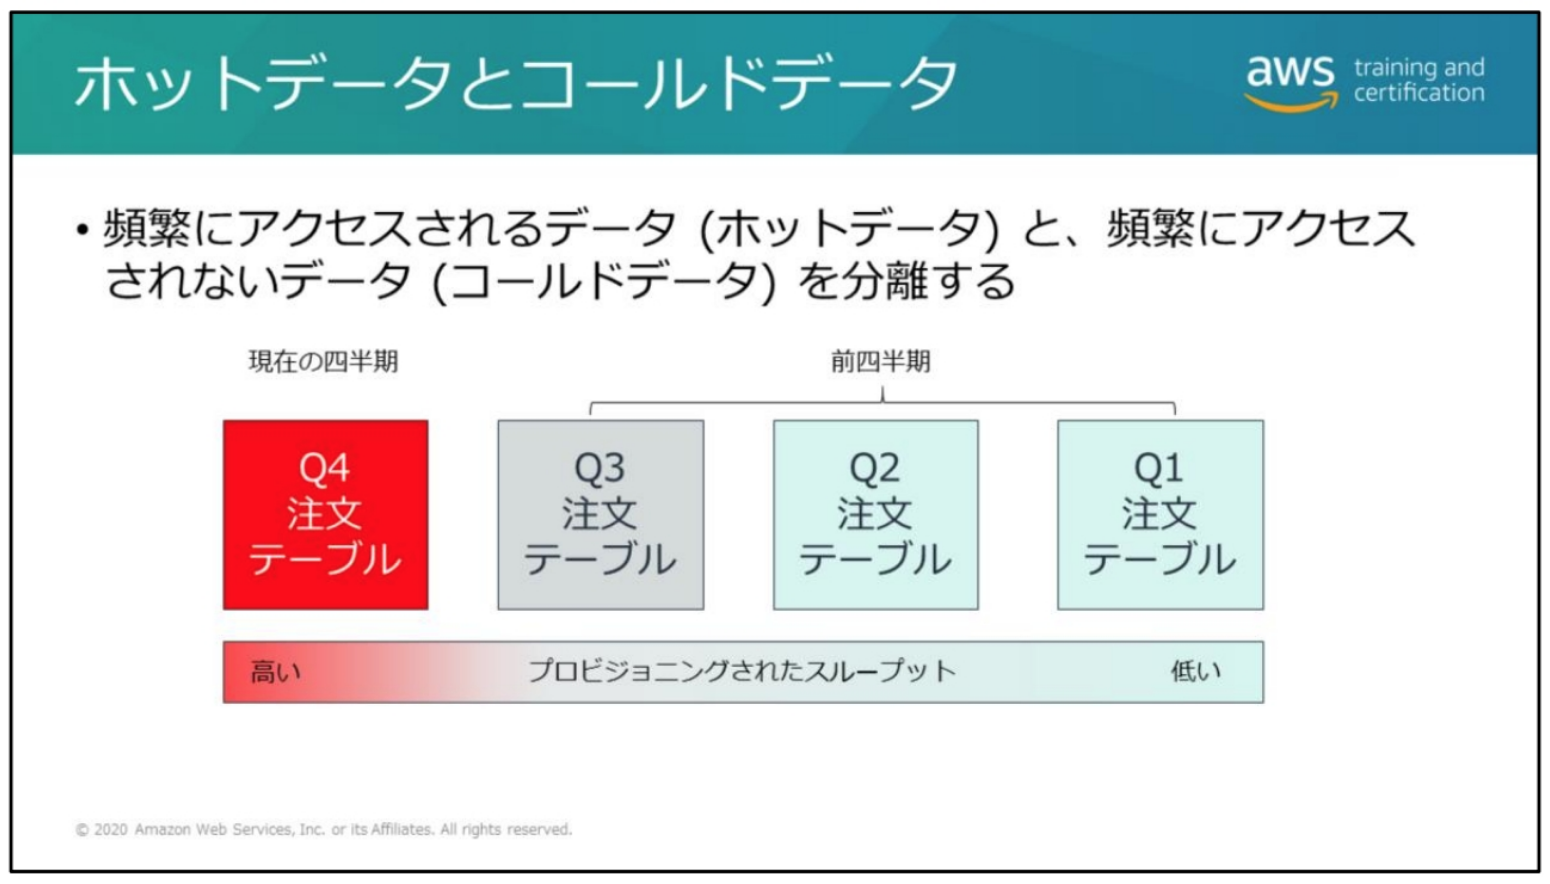 ホットデータとコールドデータ
aws training and
certification
• 頻繁にアクセスされるデータ (ホットデータ) と、頻繁にアクセス
されないデータ (コールドデータ) を分離する
現在の四半期
前四半期
Q4
注文
テーブル
Q3
注文
テーブル
Q2
注文
テーブル
Q1
注文
テーブル
高い
プロビジョニングされたスループット
低い
© 2020 Amazon Web Services, Inc. or its Affiliates. All rights reserved.